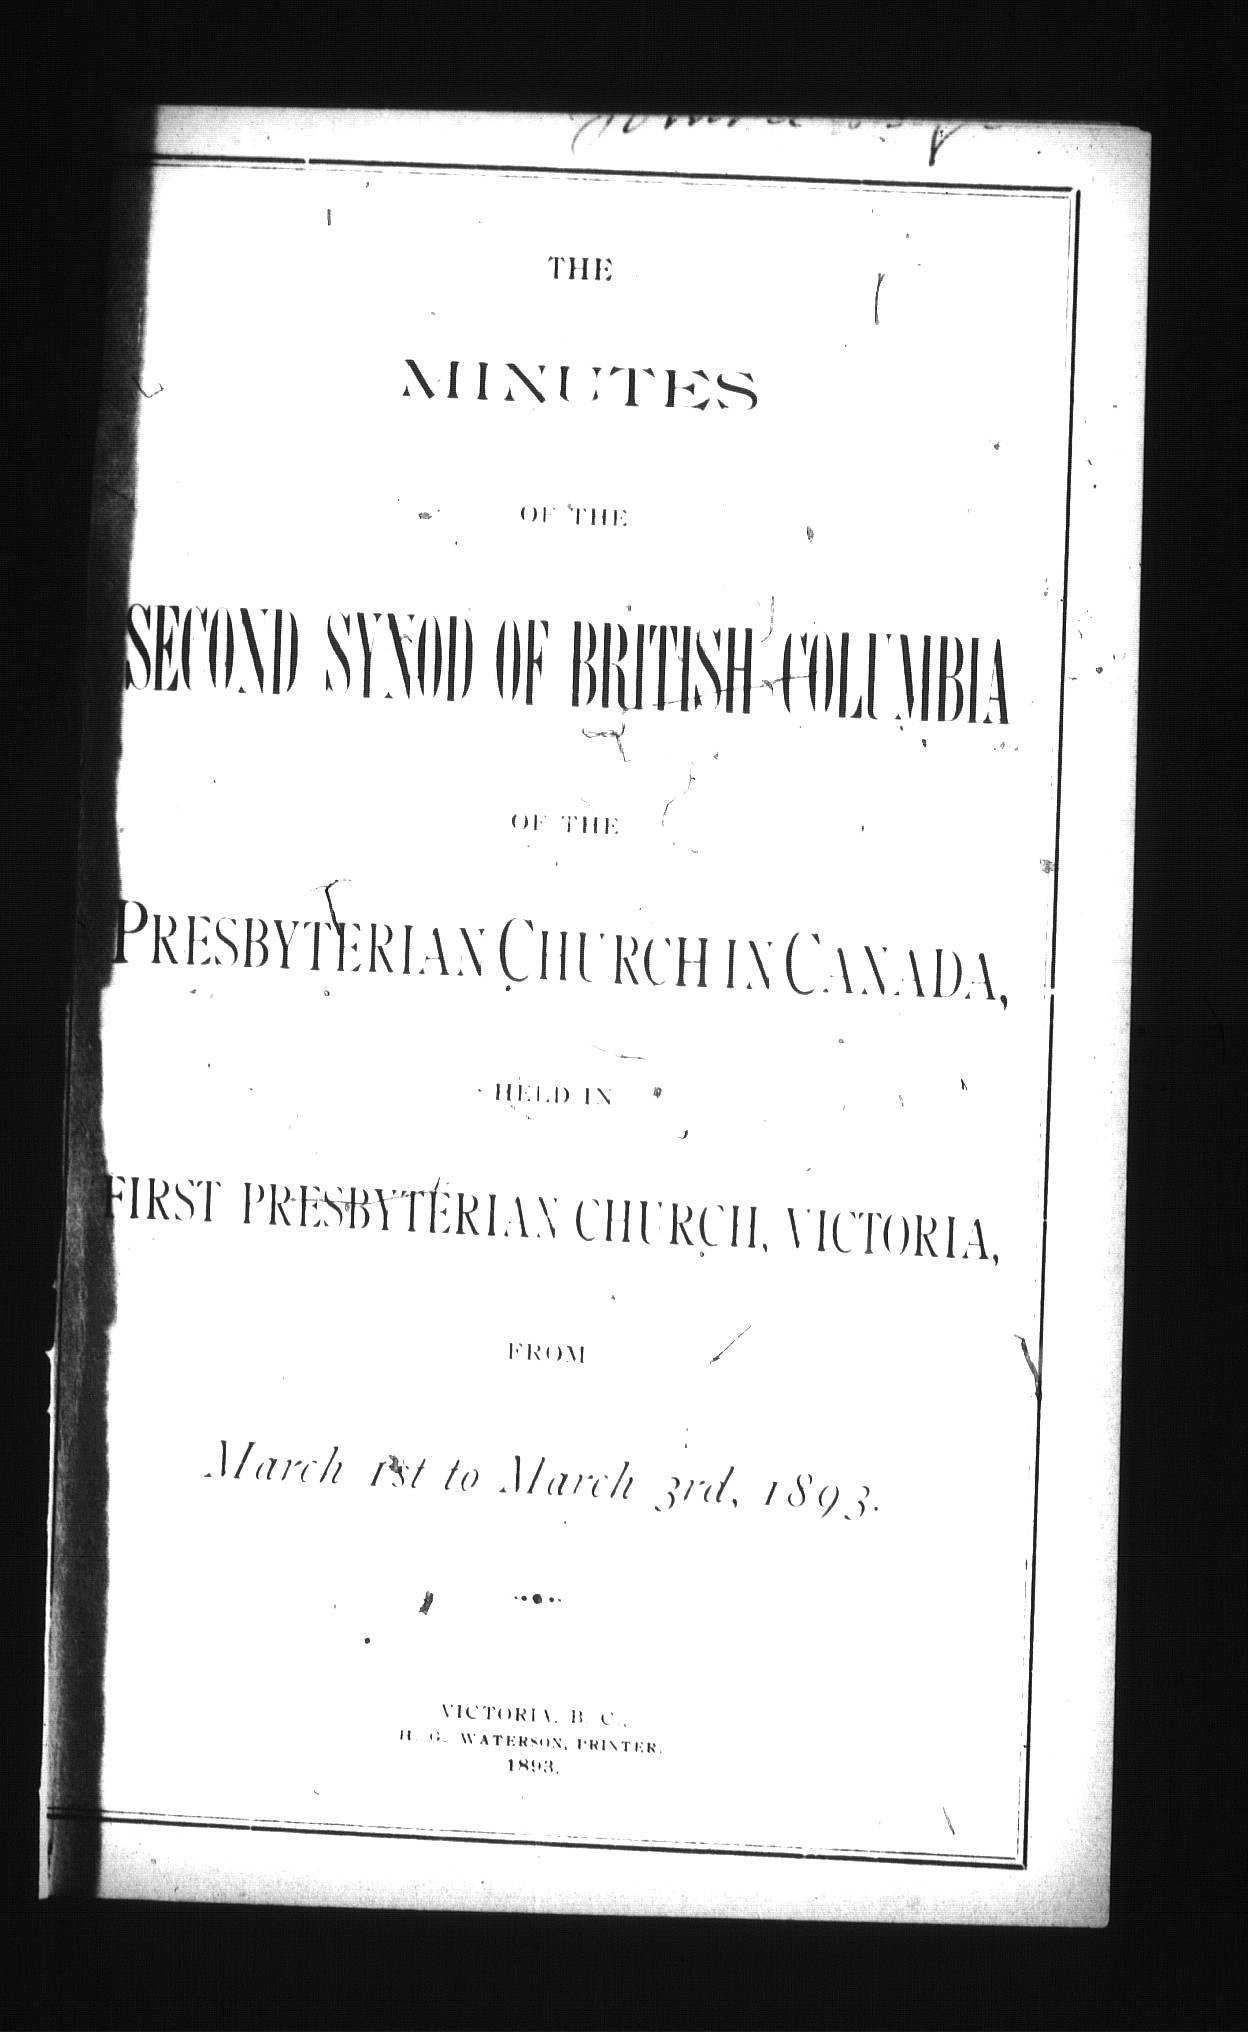 THE
MINUTES
OF THE
SECOND SYNOD OF BRITISH COLUMBIA
OF THE
PRESBYTERIAN CHURCH IN CANADA,
HELD IN
FIRST PRESBYTERIAN CHURCH, VICTORIA,
FROM
March 1st to March 3rd, 1893.
VICTORIA, B. C.,
H. G. WATERSON, PRINTER.
1893.